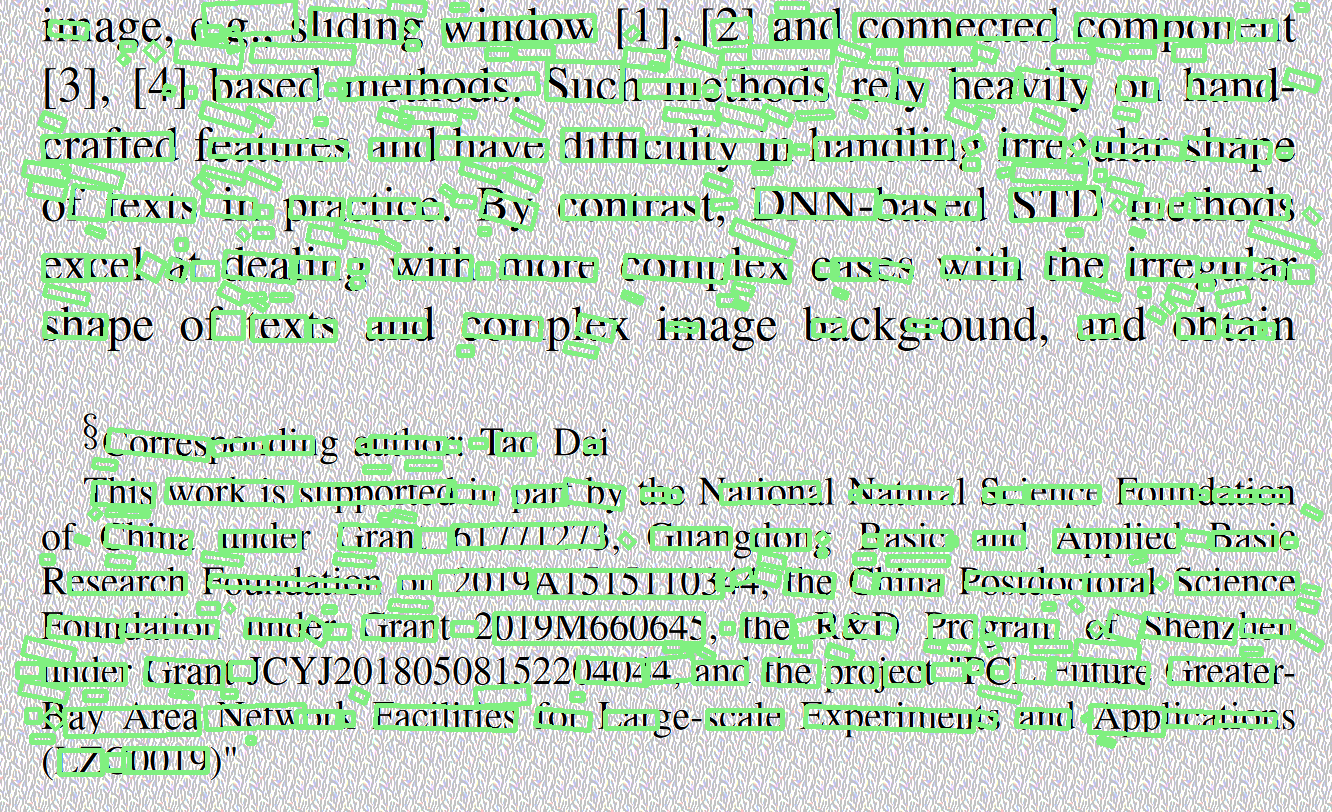 image, e.g., sliding window [1], [2] and connected component
[3], [4] based methods. Such methods rely heavily on hand-
crafted features and have difficulty in handling irregular shape
of texts in practice. By contrast, DNN-based STD methods
excel at dealing with more complex cases with the irregular
shape of texts and complex image background, and obtain
§Corresponding author: Tao Dai
This work is supported in part by the National Natural Science Foundation
of China under Grant 61771273, Guangdong Basic and Applied Basic
Research Foundation on 2019A1515110344, the China Postdoctoral Science
Foundation under Grant 2019M660645, the R&D Program of Shenzhen
under Grant JCYJ20180508152204044, and the project "PCL Future Greater-
Bay Area Network Facilities for Large-scale Experiments and Applications
(LZC0019)"